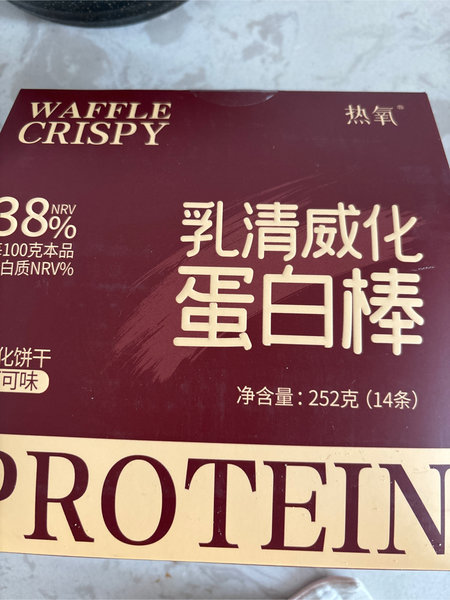 WAFFLE
CRISPY
热氧®
38%
NRV
100克本品
白质NRV%
乳清威化
蛋白棒
化饼干
可味
净含量：252克（14条）
PROTEIN